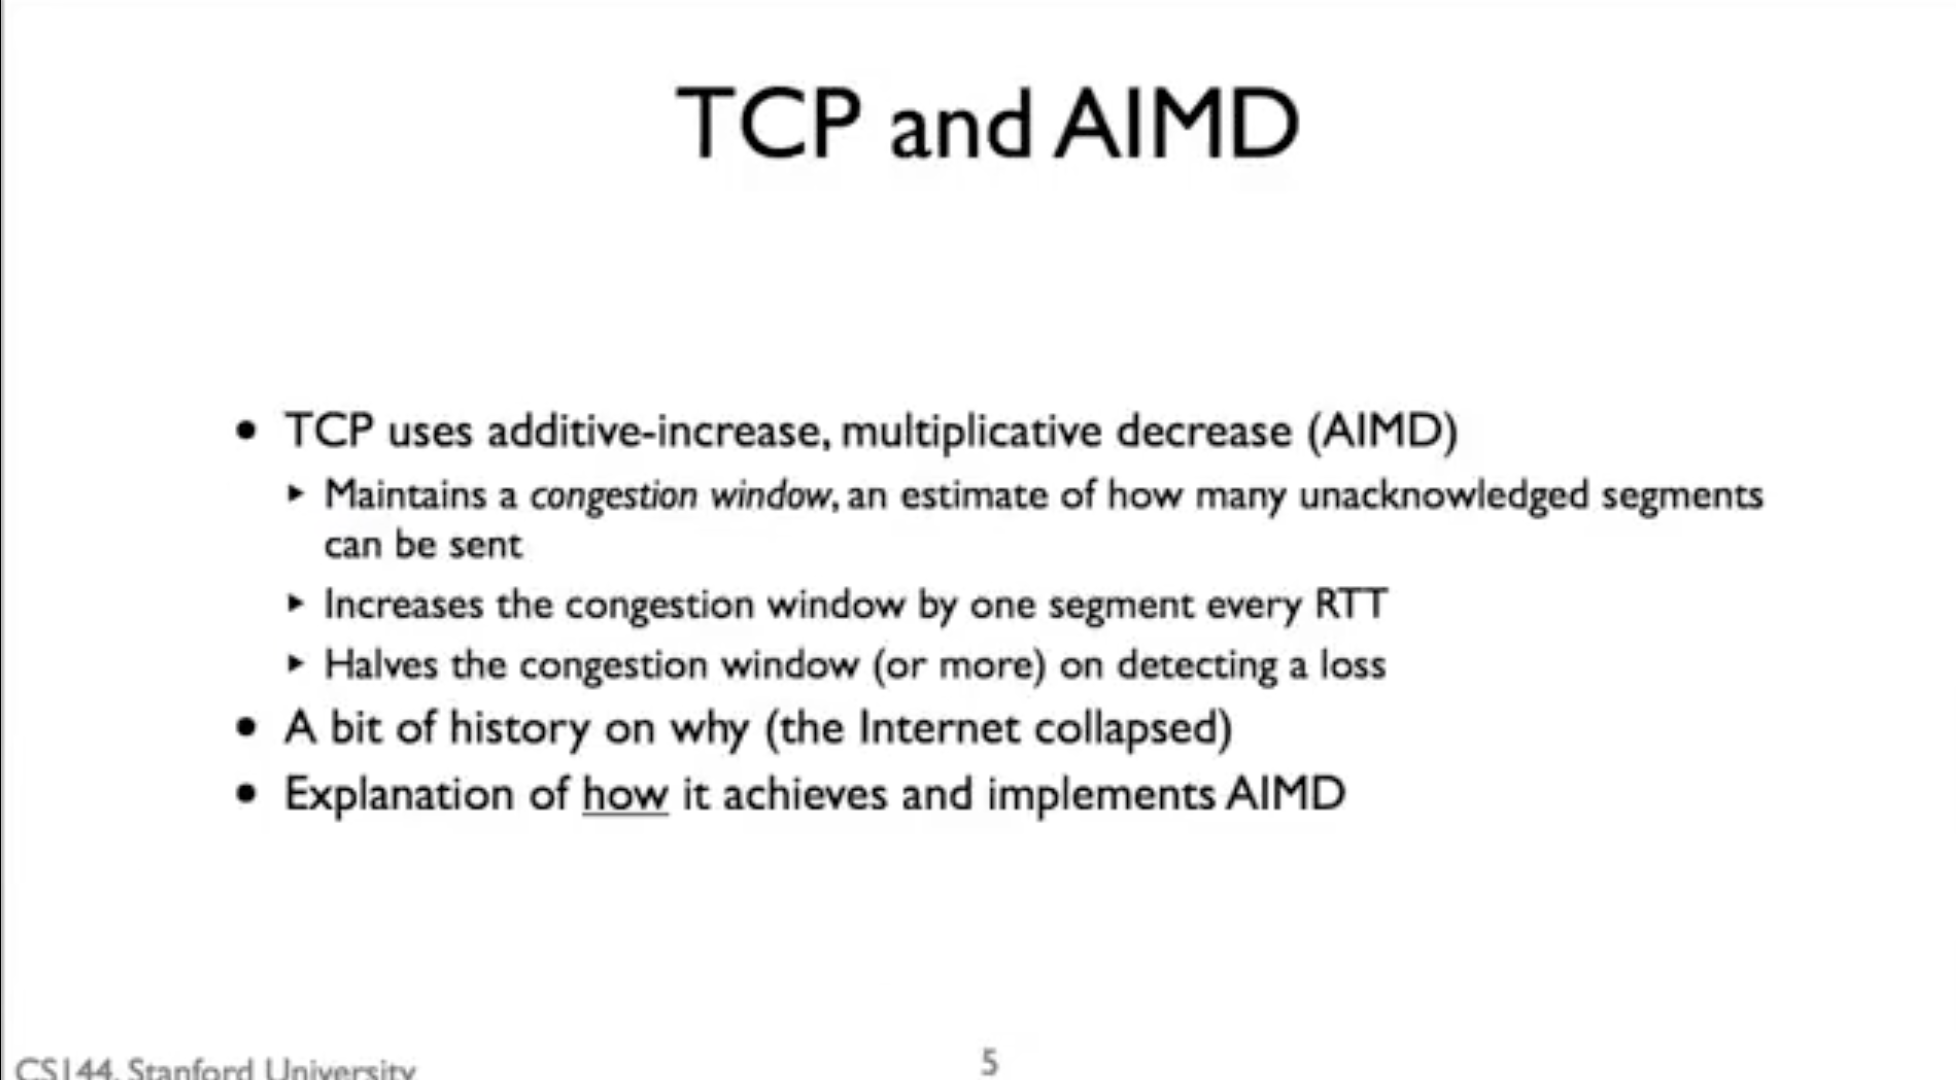 TCP and AIMD
• TCP uses additive-increase, multiplicative decrease (AIMD)
▸ Maintains a congestion window, an estimate of how many unacknowledged segments
can be sent
▸ Increases the congestion window by one segment every RTT
▸ Halves the congestion window (or more) on detecting a loss
• A bit of history on why (the Internet collapsed)
• Explanation of how it achieves and implements AIMD
CS144, Stanford University
5